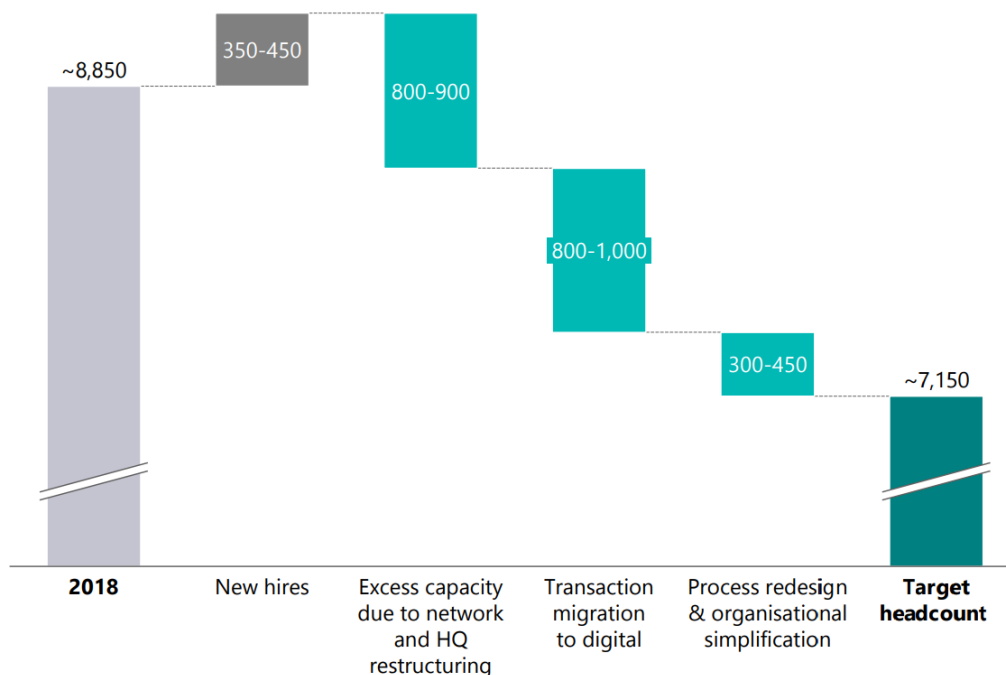 ~8,850
350-450
800-900
800-1,000
300-450
~7,150
2018
New hires
Excess capacity
due to network
and HQ
restructuring
Transaction
migration
to digital
Process redesign
& organisational
simplification
Target
headcount